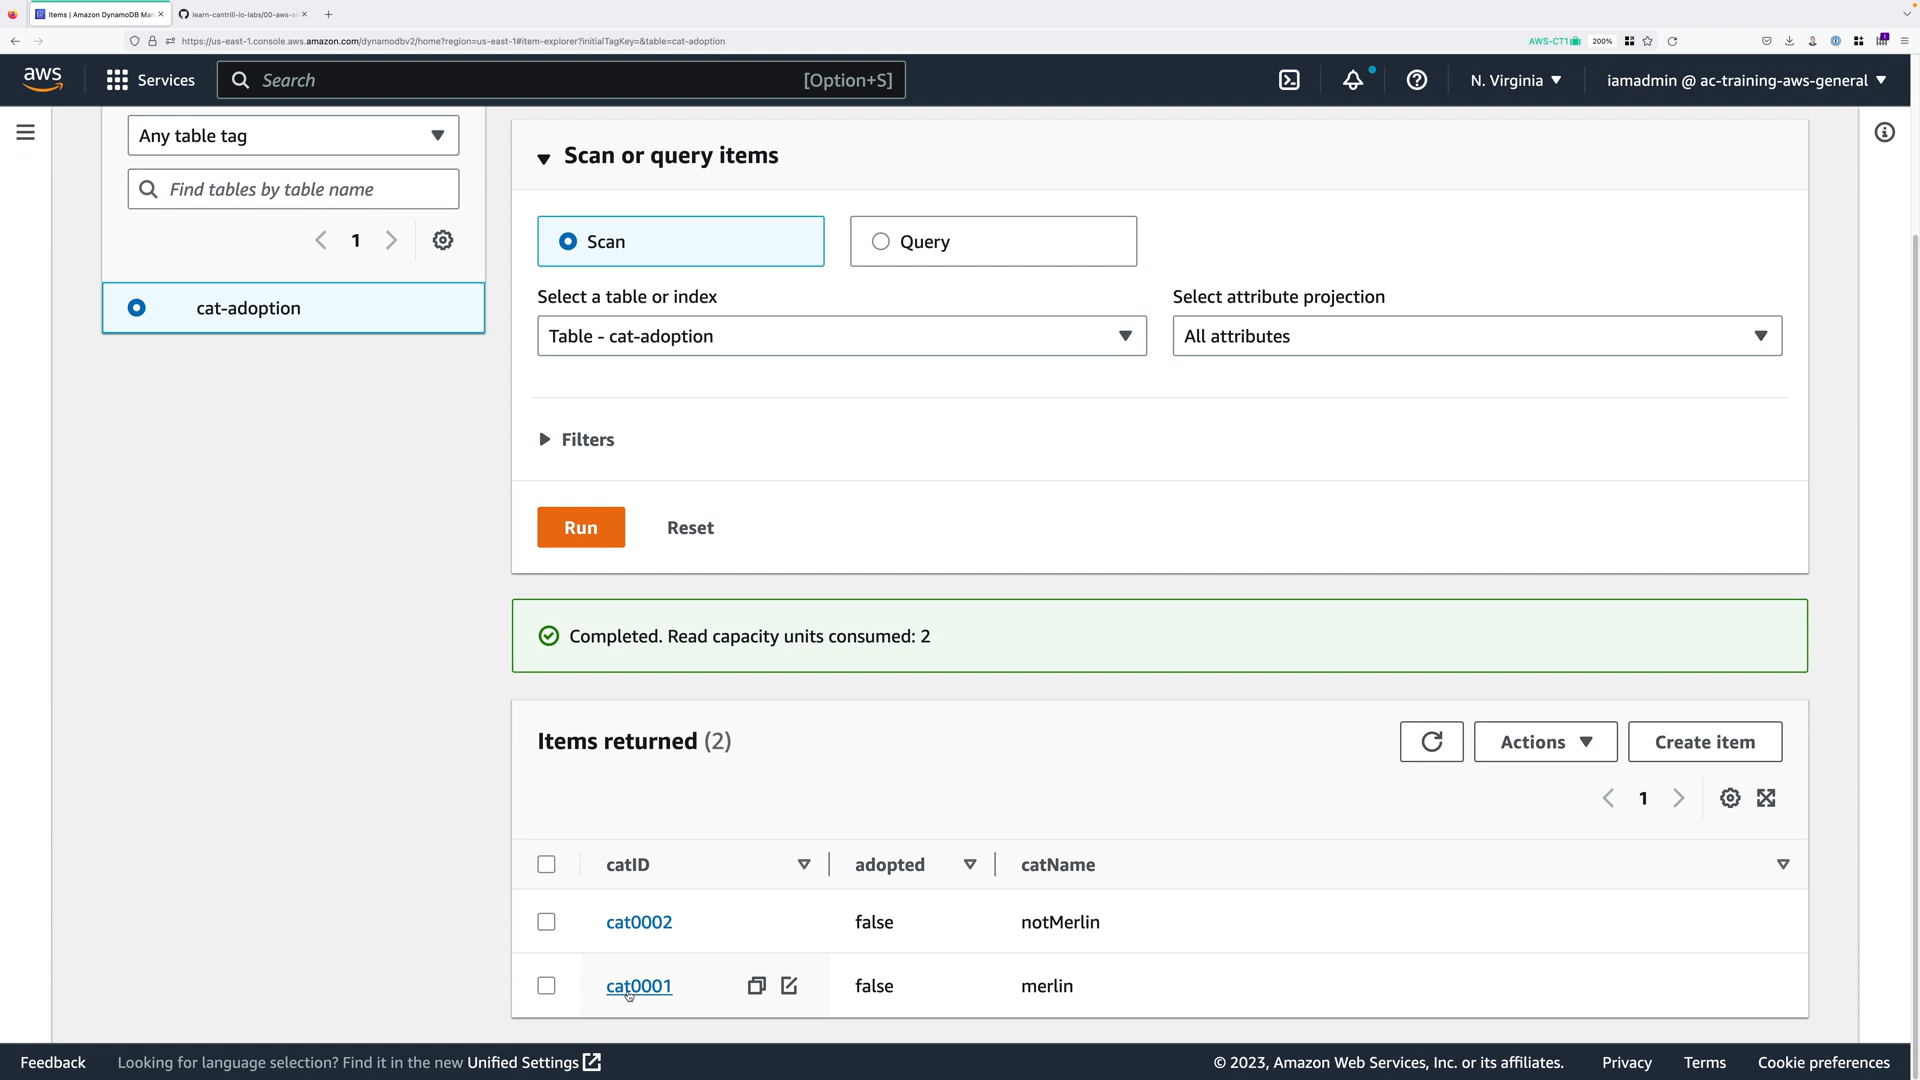 Items | Amazon DynamoDB Man
learn-cantrill-io-labs/00-aws-si
https://us-east-1.console.aws.amazon.com/dynamodbv2/home?region=us-east-1#item-explorer?initialTagKey=&table=cat-adoption
AWS-CT1
200%
aws
Services
Search
[Option+S]
N. Virginia
iamadmin @ ac-training-aws-general
Any table tag
Find tables by table name
1
cat-adoption
Scan or query items
Scan
Query
Select a table or index
Select attribute projection
Table - cat-adoption
All attributes
Filters
Run
Reset
Completed. Read capacity units consumed: 2
Items returned (2)
Actions
Create item
1
catID
adopted
catName
cat0002
false
notMerlin
cat0001
false
merlin
Feedback
Looking for language selection? Find it in the new Unified Settings
© 2023, Amazon Web Services, Inc. or its affiliates.
Privacy
Terms
Cookie preferences